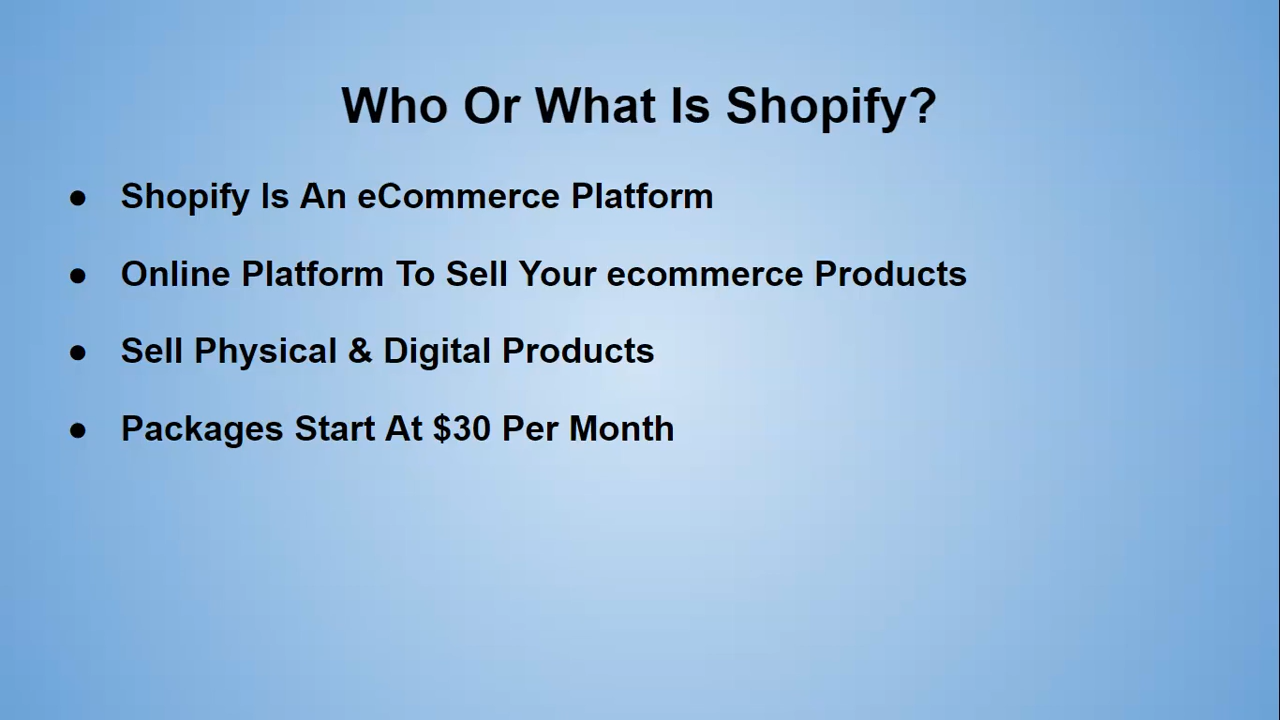 Who Or What Is Shopify?
● Shopify Is An eCommerce Platform
● Online Platform To Sell Your ecommerce Products
● Sell Physical & Digital Products
● Packages Start At $30 Per Month